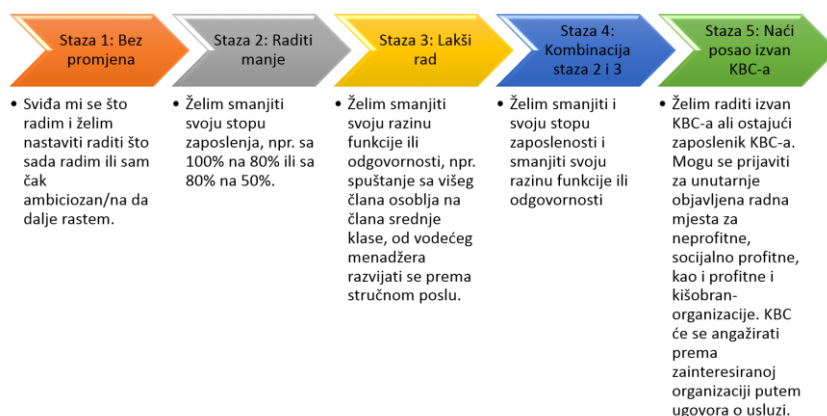 Staza 1: Bez
promjena
Staza 2: Raditi
manje
Staza 3: Lakši
rad
Staza 4:
Kombinacija
staza 2 i 3
Staza 5: Naći
posao izvan
KBC-a
• Sviđa mi se što
radim i želim
nastaviti raditi što
sada radim ili sam
čak
ambiciozan/na da
dalje rastem.
• Želim smanjiti
svoju stopu
zaposlenja, npr. sa
100% na 80% ili sa
80% na 50%.
• Želim smanjiti
svoju razinu
funkcije ili
odgovornosti, npr.
spuštanje sa višeg
člana osoblja na
člana srednje
klase, od vodećeg
menadžera
razvijati se prema
stručnom poslu.
• Želim smanjiti i
svoju stopu
zaposlenosti i
smanjiti svoju
razinu funkcije ili
odgovornosti
• Želim raditi izvan
KBC-a ali ostajući
zaposlenik KBC-a.
Mogu se prijaviti
za unutarnje
objavljena radna
mjesta za
neprofitne,
socijalno profitne,
kao i profitne i
kišobran-
organizacije. KBC
će se angažirati
prema
zainteresiranoj
organizaciji putem
ugovora o usluzi.